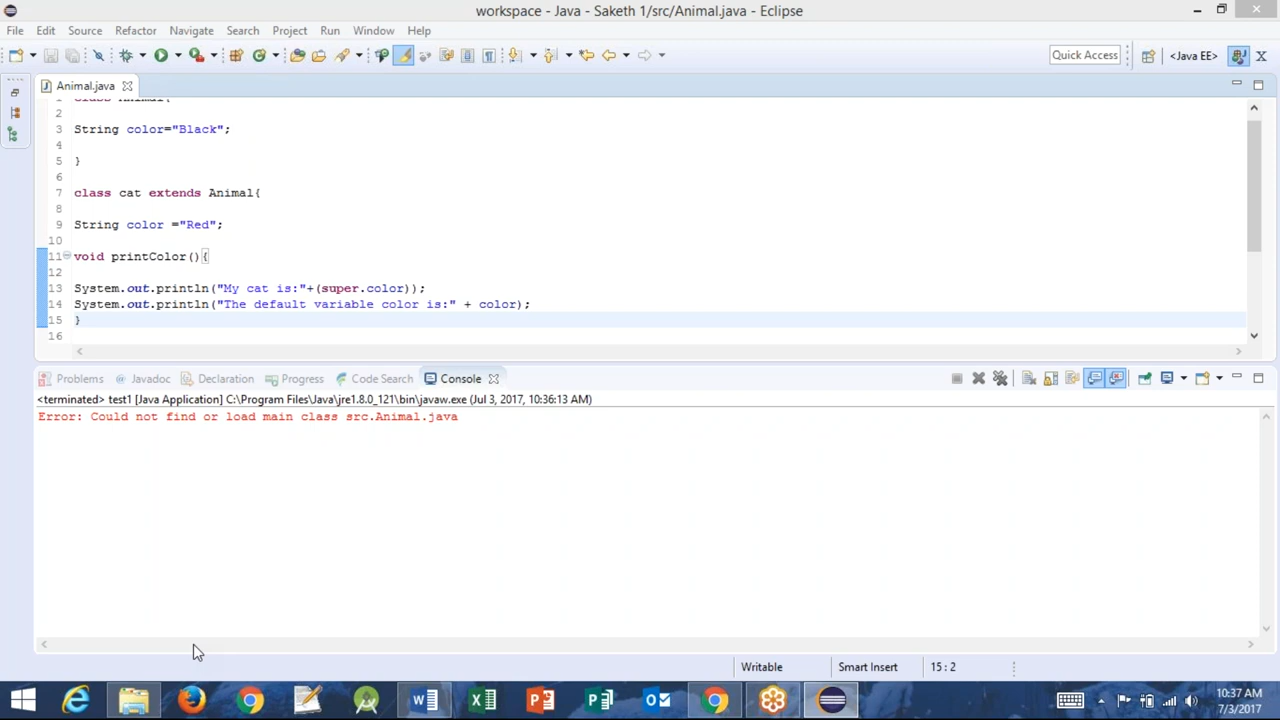 workspace - Java - Saketh 1/src/Animal.java - Eclipse
File Edit Source Refactor Navigate Search Project Run Window Help
Quick Access
<Java EE>
Animal.java
1 class Animal{
2
3 String color="Black";
4
5 }
6
7 class cat extends Animal{
8
9 String color ="Red";
10
11 void printColor(){
12
13 System.out.println("My cat is:"+(super.color));
14 System.out.println("The default variable color is:" + color);
15 }
16
Problems @ Javadoc Declaration Progress Code Search Console
<terminated> test1 [Java Application] C:\Program Files\Java\jre1.8.0_121\bin\javaw.exe (Jul 3, 2017, 10:36:13 AM)
Error: Could not find or load main class src.Animal.java
Writable Smart Insert 15 : 2
10:37 AM
7/3/2017